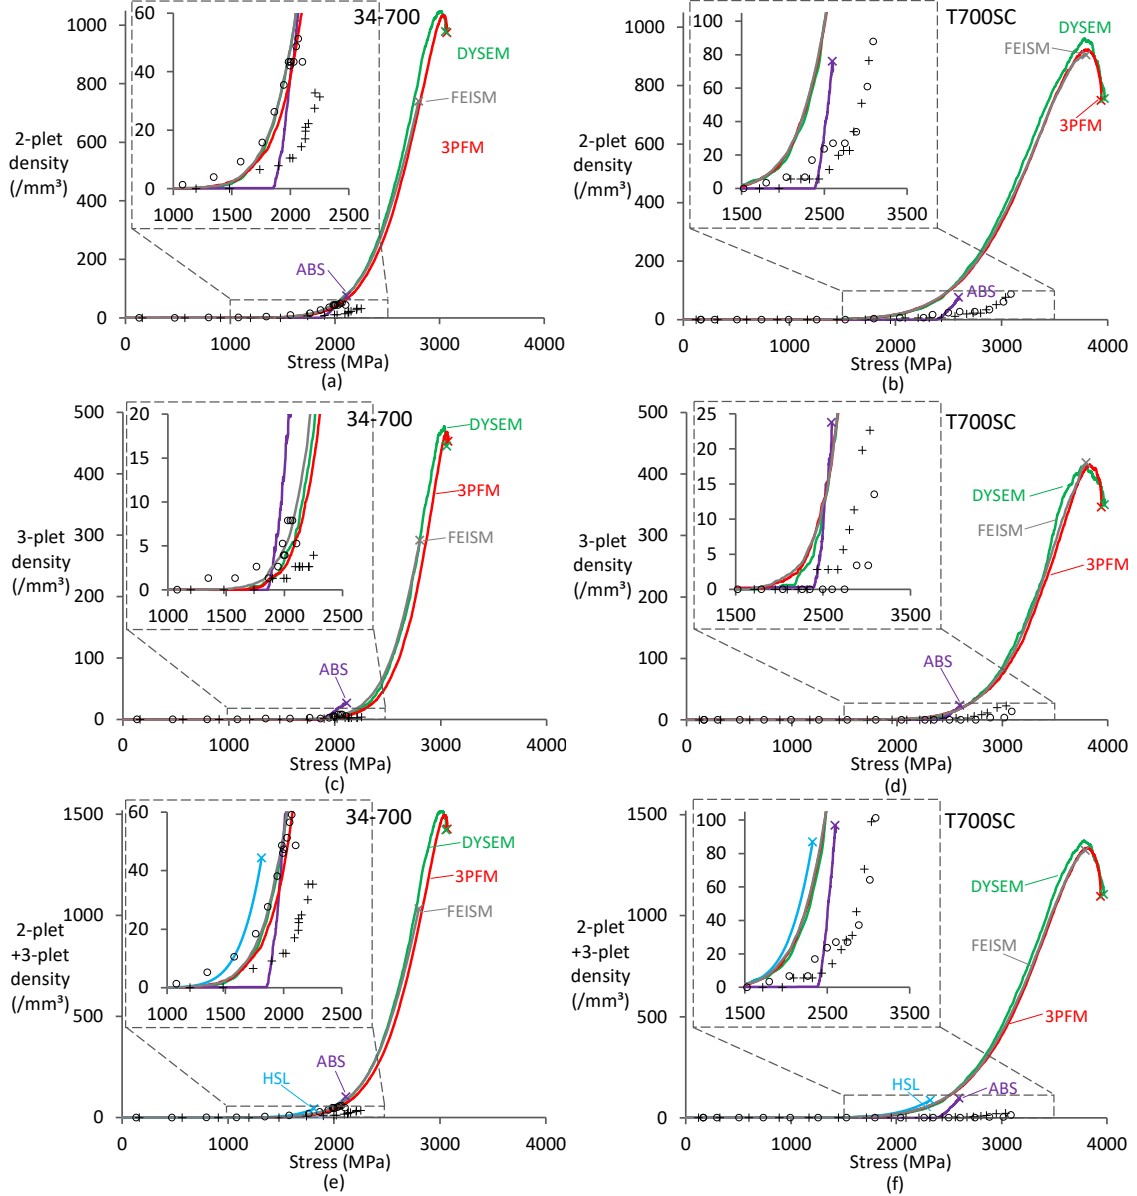 34-700
1000
800
600
400
200
0
2-plet
density
(/mm³)
60
40
20
0
1000 1500 2000 2500
DYSEM
FEISM
3PFM
ABS
0 1000 2000 3000 4000
Stress (MPa)
(a)
T700SC
1000
800
600
400
200
0
2-plet
density
(/mm³)
100
80
60
40
20
0
1500 2500 3500
DYSEM
FEISM
3PFM
ABS
0 1000 2000 3000 4000
Stress (MPa)
(b)
34-700
500
400
300
200
100
0
3-plet
density
(/mm³)
20
15
10
5
0
1000 1500 2000 2500
DYSEM
3PFM
FEISM
ABS
0 1000 2000 3000 4000
Stress (MPa)
(c)
T700SC
500
400
300
200
100
0
3-plet
density
(/mm³)
25
20
15
10
5
0
1500 2500 3500
DYSEM
FEISM
3PFM
ABS
0 1000 2000 3000 4000
Stress (MPa)
(d)
34-700
1500
1000
500
0
2-plet
+3-plet
density
(/mm³)
60
40
20
0
1000 1500 2000 2500
DYSEM
3PFM
FEISM
ABS
HSL
0 1000 2000 3000 4000
Stress (MPa)
(e)
T700SC
1500
1000
500
0
2-plet
+3-plet
density
(/mm³)
100
80
60
40
20
0
1500 2500 3500
DYSEM
FEISM
3PFM
HSL
ABS
0 1000 2000 3000 4000
Stress (MPa)
(f)